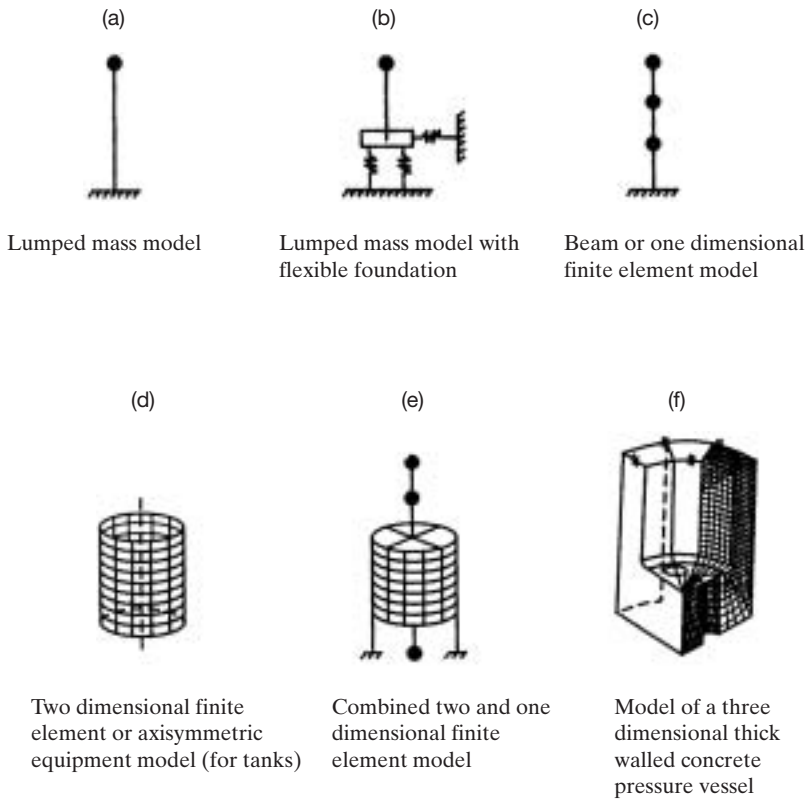 (a)
(b)
(c)
Lumped mass model
Lumped mass model with
flexible foundation
Beam or one dimensional
finite element model
(d)
(e)
(f)
Two dimensional finite
element or axisymmetric
equipment model (for tanks)
Combined two and one
dimensional finite
element model
Model of a three
dimensional thick
walled concrete
pressure vessel